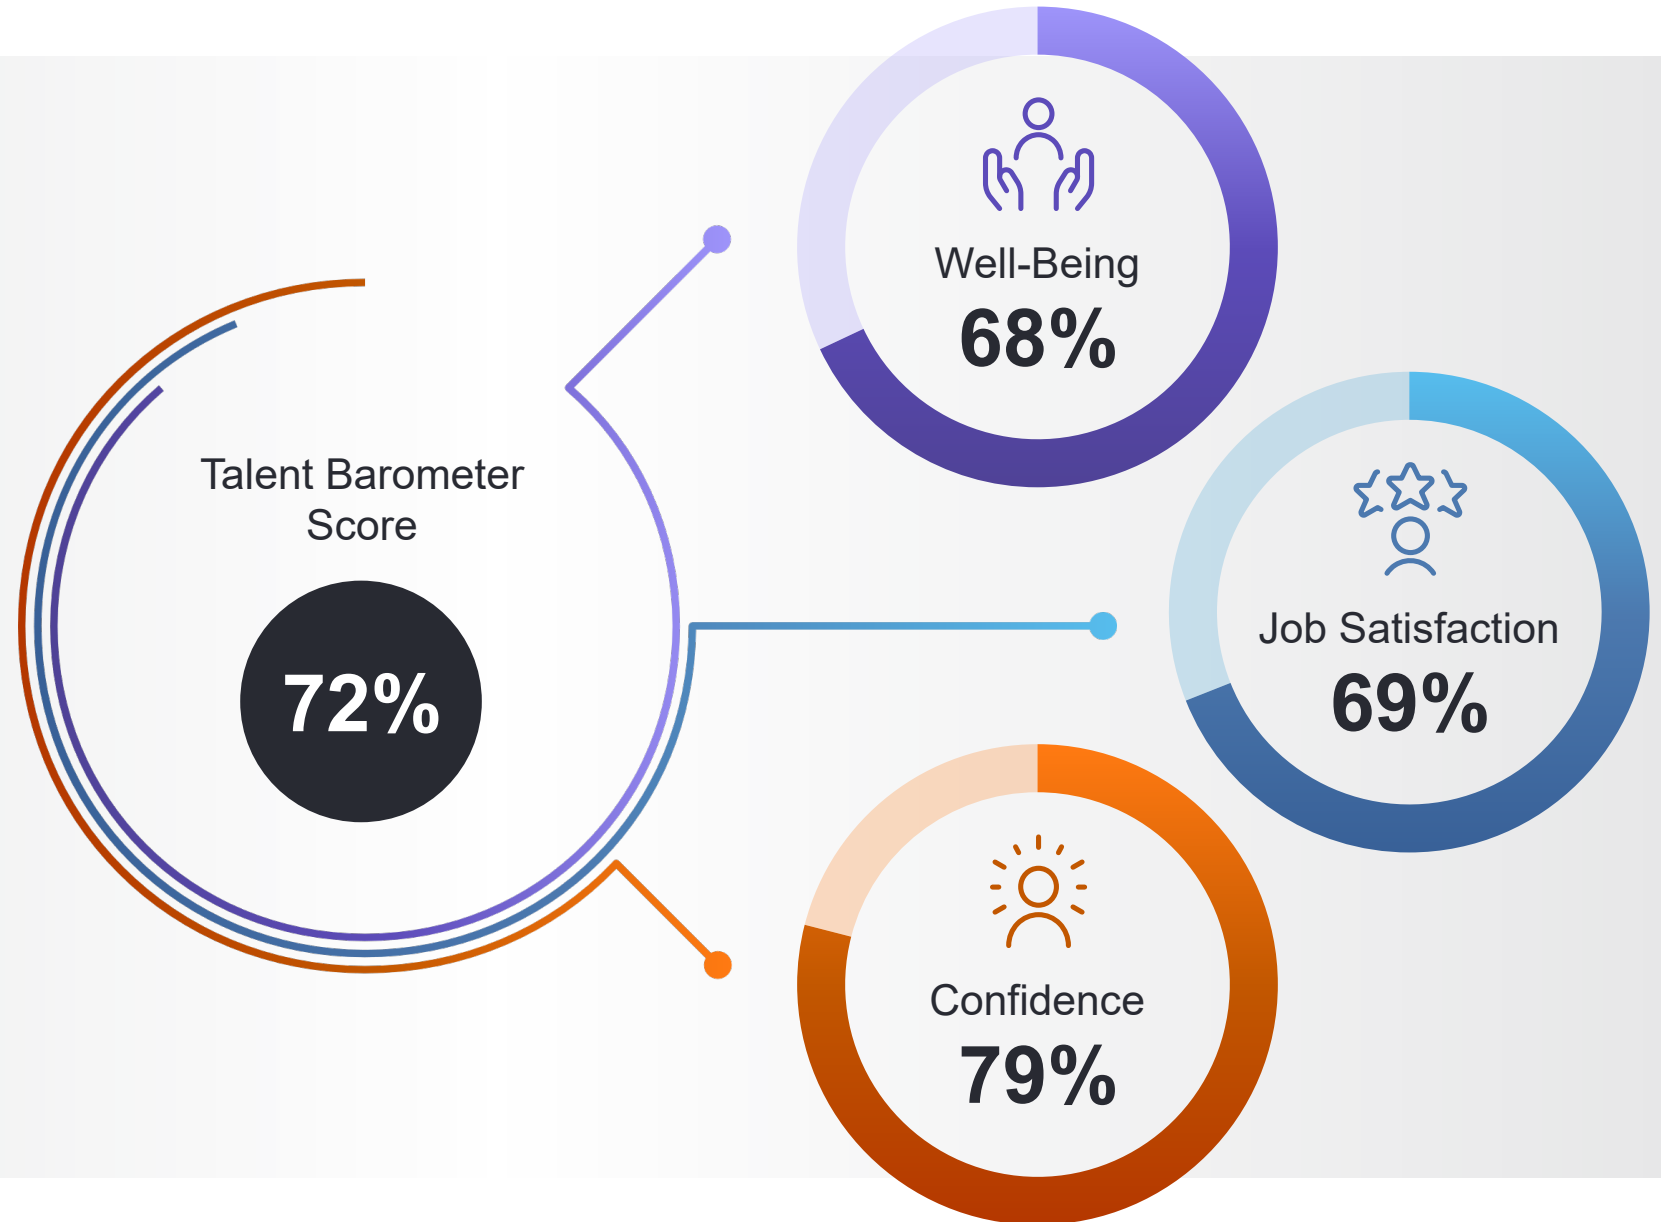 Talent Barometer
Score
72%
Well-Being
68%
Job Satisfaction
69%
Confidence
79%